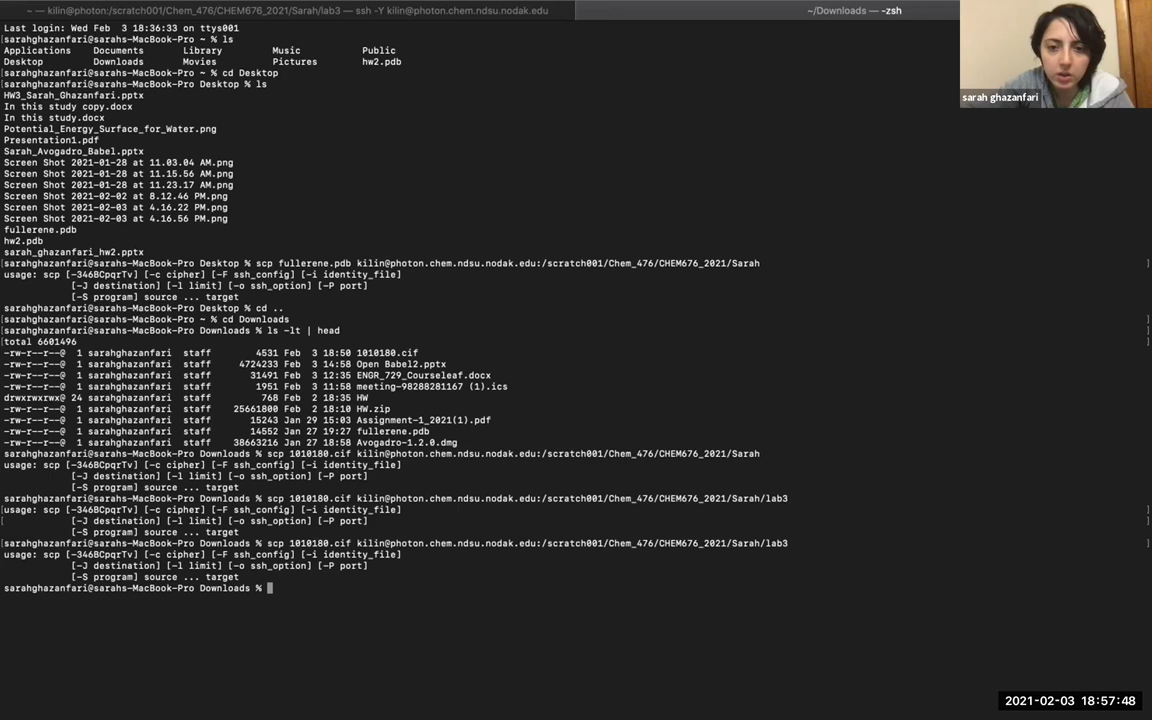 ~ — kilin@photon:/scratch001/Chem_476/CHEM676_2021/Sarah/lab3 — ssh -Y kilin@photon.chem.ndsu.nodak.edu
~/Downloads — -zsh
Last login: Wed Feb  3 18:36:33 on ttys001
[sarahghazanfari@sarahs-MacBook-Pro ~ % ls
Applications    Documents    Library    Music    Public
Desktop    Downloads    Movies    Pictures    hw2.pdb
[sarahghazanfari@sarahs-MacBook-Pro ~ % cd Desktop
[sarahghazanfari@sarahs-MacBook-Pro Desktop % ls
HW3_Sarah_Ghazanfari.pptx
In this study copy.docx
In this study.docx
Potential_Energy_Surface_for_Water.png
Presentation1.pdf
Sarah_Avogadro_Babel.pptx
Screen Shot 2021-01-28 at 11.03.04 AM.png
Screen Shot 2021-01-28 at 11.15.56 AM.png
Screen Shot 2021-01-28 at 11.23.17 AM.png
Screen Shot 2021-02-02 at 8.12.46 PM.png
Screen Shot 2021-02-03 at 4.16.22 PM.png
Screen Shot 2021-02-03 at 4.16.56 PM.png
fullerene.pdb
hw2.pdb
sarah_ghazanfari_hw2.pptx
[sarahghazanfari@sarahs-MacBook-Pro Desktop % scp fullerene.pdb kilin@photon.chem.ndsu.nodak.edu:/scratch001/Chem_476/CHEM676_2021/Sarah ]
usage: scp [-346BCpqrTv] [-c cipher] [-F ssh_config] [-i identity_file]
[-J destination] [-l limit] [-o ssh_option] [-P port]
[-S program] source ... target
sarahghazanfari@sarahs-MacBook-Pro Desktop % cd ..
[sarahghazanfari@sarahs-MacBook-Pro ~ % cd Downloads ]
[sarahghazanfari@sarahs-MacBook-Pro Downloads % ls -lt | head ]
[total 6601496 ]
-rw-r--r--@  1 sarahghazanfari  staff      4531 Feb  3 18:50 1010180.cif
-rw-r--r--@  1 sarahghazanfari  staff   4724233 Feb  3 14:58 Open Babel2.pptx
-rw-r--r--@  1 sarahghazanfari  staff     31491 Feb  3 12:35 ENGR_729_Courseleaf.docx
-rw-r--r--@  1 sarahghazanfari  staff      1951 Feb  3 11:58 meeting-98288281167 (1).ics
drwxrwxrwx@ 24 sarahghazanfari  staff       768 Feb  2 18:35 HW
-rw-r--r--@  1 sarahghazanfari  staff  25661800 Feb  2 18:10 HW.zip
-rw-r--r--@  1 sarahghazanfari  staff     15243 Jan 29 15:03 Assignment-1_2021(1).pdf
-rw-r--r--@  1 sarahghazanfari  staff     14552 Jan 27 19:27 fullerene.pdb
-rw-r--r--@  1 sarahghazanfari  staff  38663216 Jan 27 18:58 Avogadro-1.2.0.dmg
[sarahghazanfari@sarahs-MacBook-Pro Downloads % scp 1010180.cif kilin@photon.chem.ndsu.nodak.edu:/scratch001/Chem_476/CHEM676_2021/Sarah ]
usage: scp [-346BCpqrTv] [-c cipher] [-F ssh_config] [-i identity_file]
[-J destination] [-l limit] [-o ssh_option] [-P port]
[-S program] source ... target
sarahghazanfari@sarahs-MacBook-Pro Downloads % scp 1010180.cif kilin@photon.chem.ndsu.nodak.edu:/scratch001/Chem_476/CHEM676_2021/Sarah/lab3
[usage: scp [-346BCpqrTv] [-c cipher] [-F ssh_config] [-i identity_file] ]
[ [-J destination] [-l limit] [-o ssh_option] [-P port] ]
[-S program] source ... target
[sarahghazanfari@sarahs-MacBook-Pro Downloads % scp 1010180.cif kilin@photon.chem.ndsu.nodak.edu:/scratch001/Chem_476/CHEM676_2021/Sarah/lab3 ]
usage: scp [-346BCpqrTv] [-c cipher] [-F ssh_config] [-i identity_file]
[-J destination] [-l limit] [-o ssh_option] [-P port]
[-S program] source ... target
sarahghazanfari@sarahs-MacBook-Pro Downloads %
sarah ghazanfari
2021-02-03 18:57:48